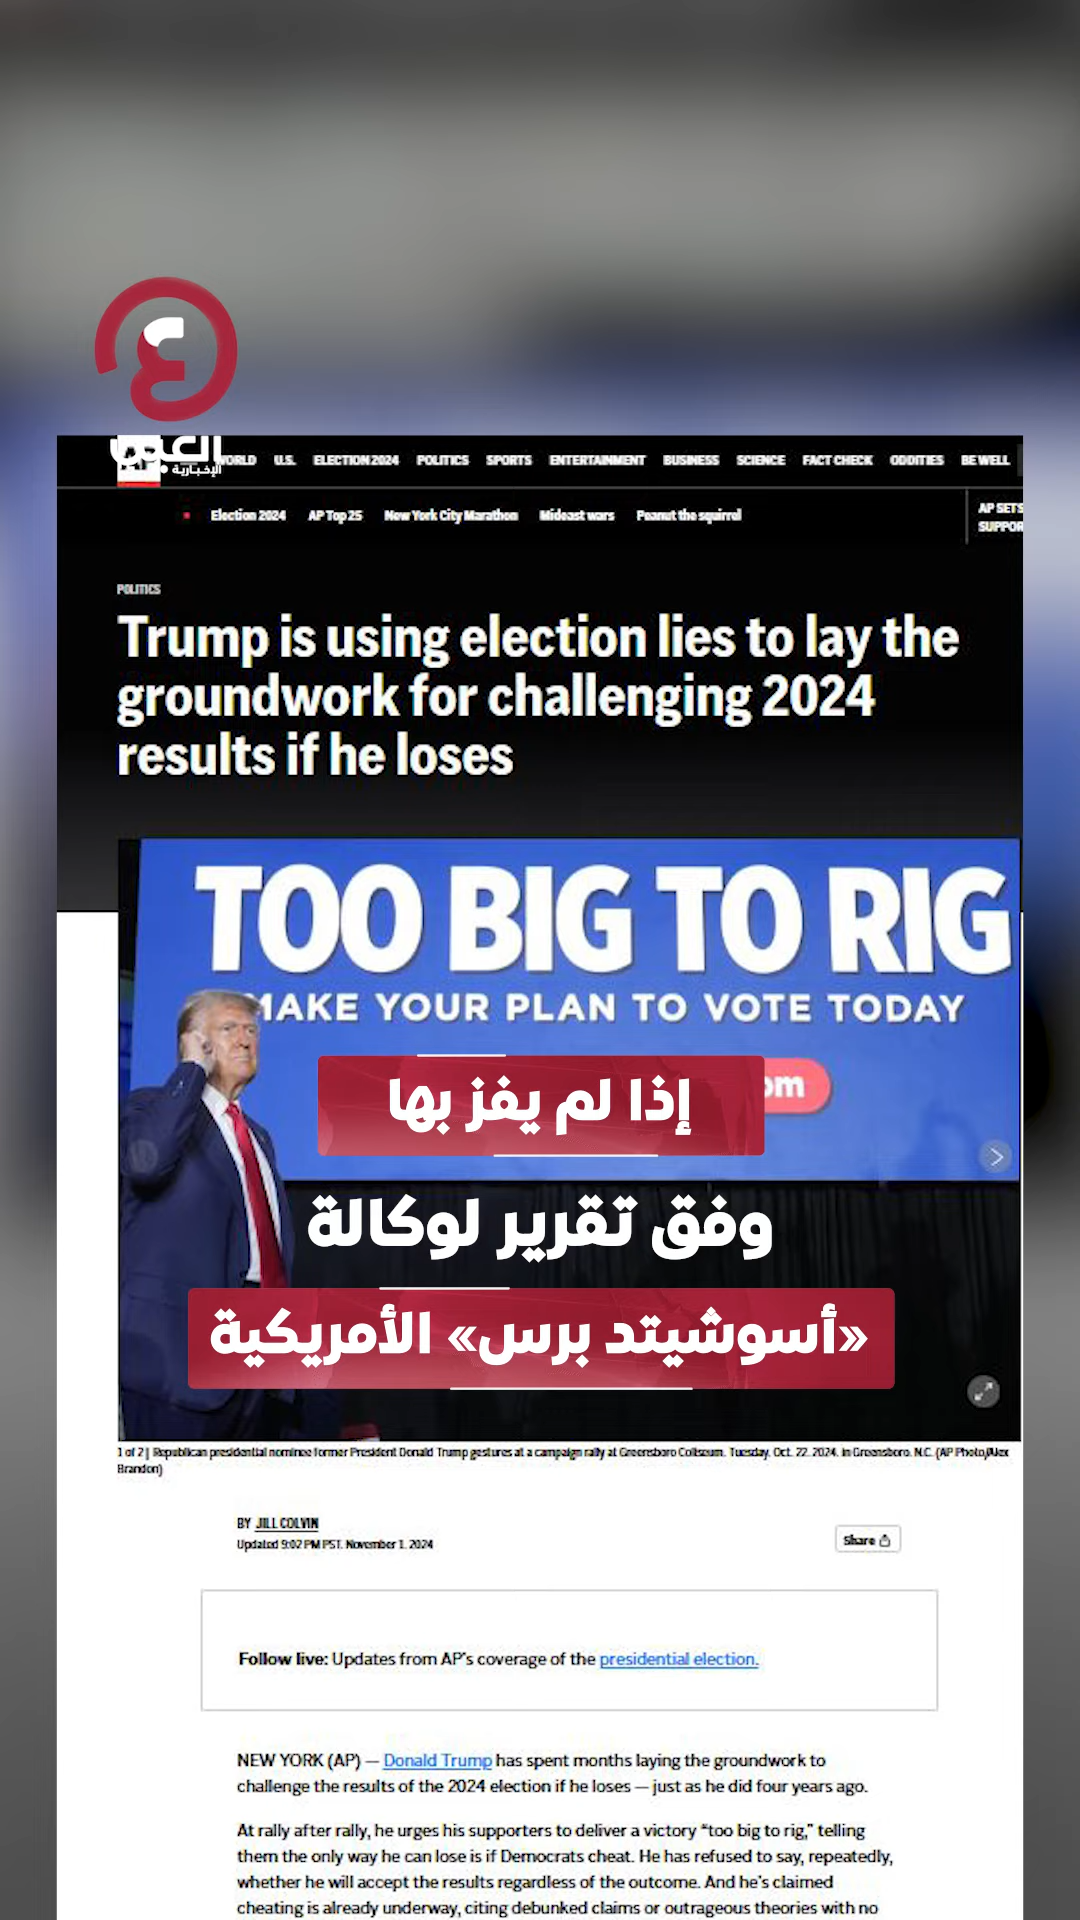 العين
الإخبارية
WORLD U.S. ELECTION 2024 POLITICS SPORTS ENTERTAINMENT BUSINESS SCIENCE FACT CHECK ODDITIES BE WELL
Election 2024 AP Top 25 New York City Marathon Mideast wars Peanut the squirrel
AP SETS
SUPPOR
POLITICS
Trump is using election lies to lay the
groundwork for challenging 2024
results if he loses
TOO BIG TO RIG
MAKE YOUR PLAN TO VOTE TODAY
om
إذا لم يفز بها
وفق تقرير لوكالة
«أسوشيتد برس» الأمريكية
1 of 2 | Republican presidential nominee former President Donald Trump gestures at a campaign rally at Greensboro Coliseum, Tuesday, Oct. 22, 2024, in Greensboro, N.C. (AP Photo/Alex
Brandon)
BY JILL COLVIN
Updated 9:02 PM PST, November 1, 2024
Share
Follow live: Updates from AP's coverage of the presidential election.
NEW YORK (AP) — Donald Trump has spent months laying the groundwork to
challenge the results of the 2024 election if he loses — just as he did four years ago.
At rally after rally, he urges his supporters to deliver a victory “too big to rig,” telling
them the only way he can lose is if Democrats cheat. He has refused to say, repeatedly,
whether he will accept the results regardless of the outcome. And he's claimed
cheating is already underway, citing debunked claims or outrageous theories with no